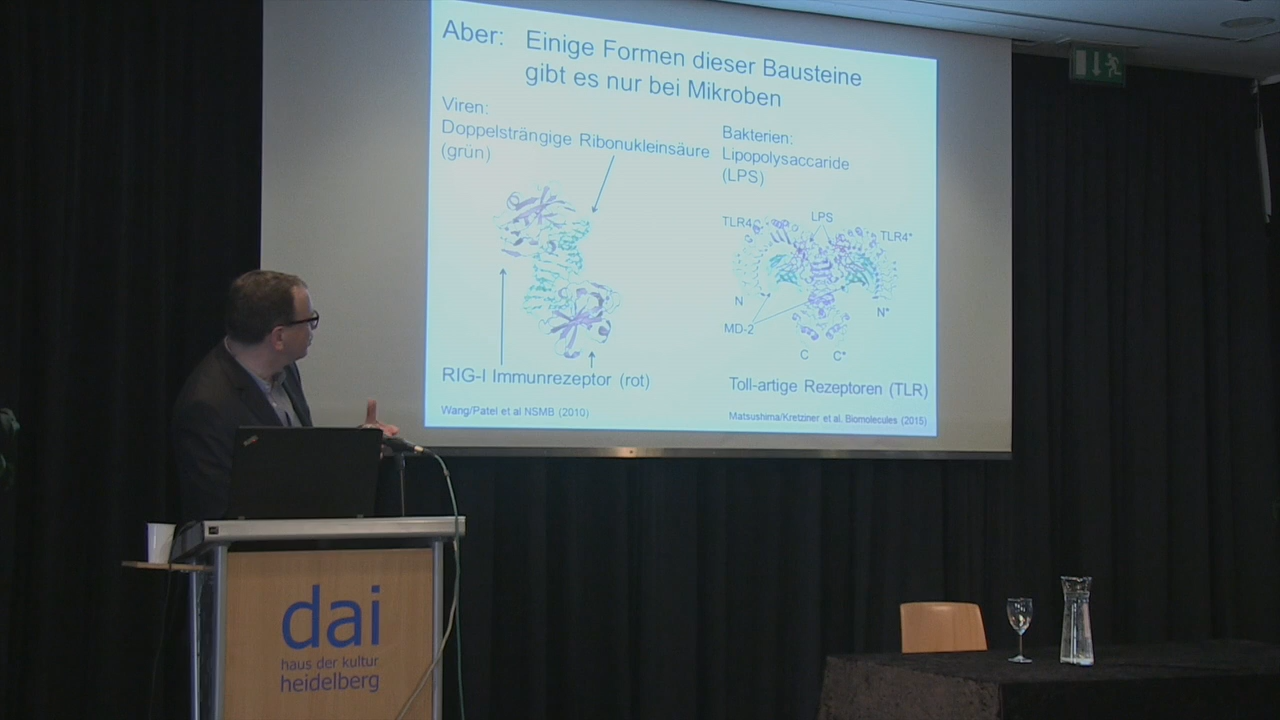 Aber: Einige Formen dieser Bausteine
gibt es nur bei Mikroben
Viren:
Doppelsträngige Ribonukleinsäure
(grün)
Bakterien:
Lipopolysaccaride
(LPS)
LPS
TLR4
TLR4*
N
N*
MD-2
C
C*
RIG-I Immunrezeptor (rot)
Toll-artige Rezeptoren (TLR)
Wang/Patel et al NSMB (2010)
Matsushima/Kretziner et al. Biomolecules (2015)
dai
haus der kultur
heidelberg